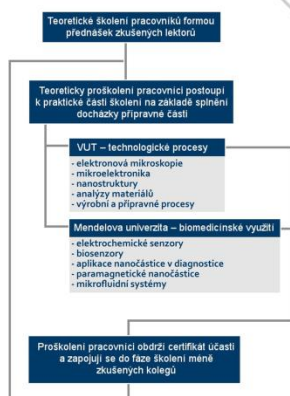 Teoretické školení pracovníků formou
přednášek zkušených lektorů
Teoreticky proškolení pracovníci postoupí
k praktické části školení na základě splnění
docházky přípravné části
VUT – technologické procesy
- elektronová mikroskopie
- mikroelektronika
- nanostruktury
- analýzy materiálů
- výrobní a přípravné procesy
Mendelova univerzita – biomedicínské využití
- elektrochemické senzory
- biosenzory
- aplikace nanočástice v diagnostice
- paramagnetické nanočástice
- mikrofluidní systémy
Proškolení pracovníci obdrží certifikát účasti
a zapojují se do fáze školení méně
zkušených kolegů